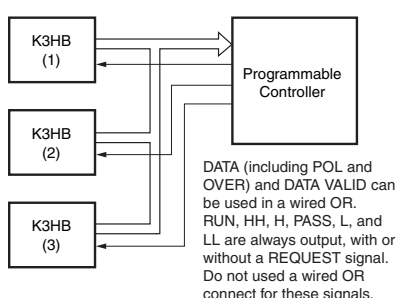 K3HB
(1)
K3HB
(2)
K3HB
(3)
Programmable
Controller
DATA (including POL and
OVER) and DATA VALID can
be used in a wired OR.
RUN, HH, H, PASS, L, and
LL are always output, with or
without a REQUEST signal.
Do not used a wired OR
connect for these signals.